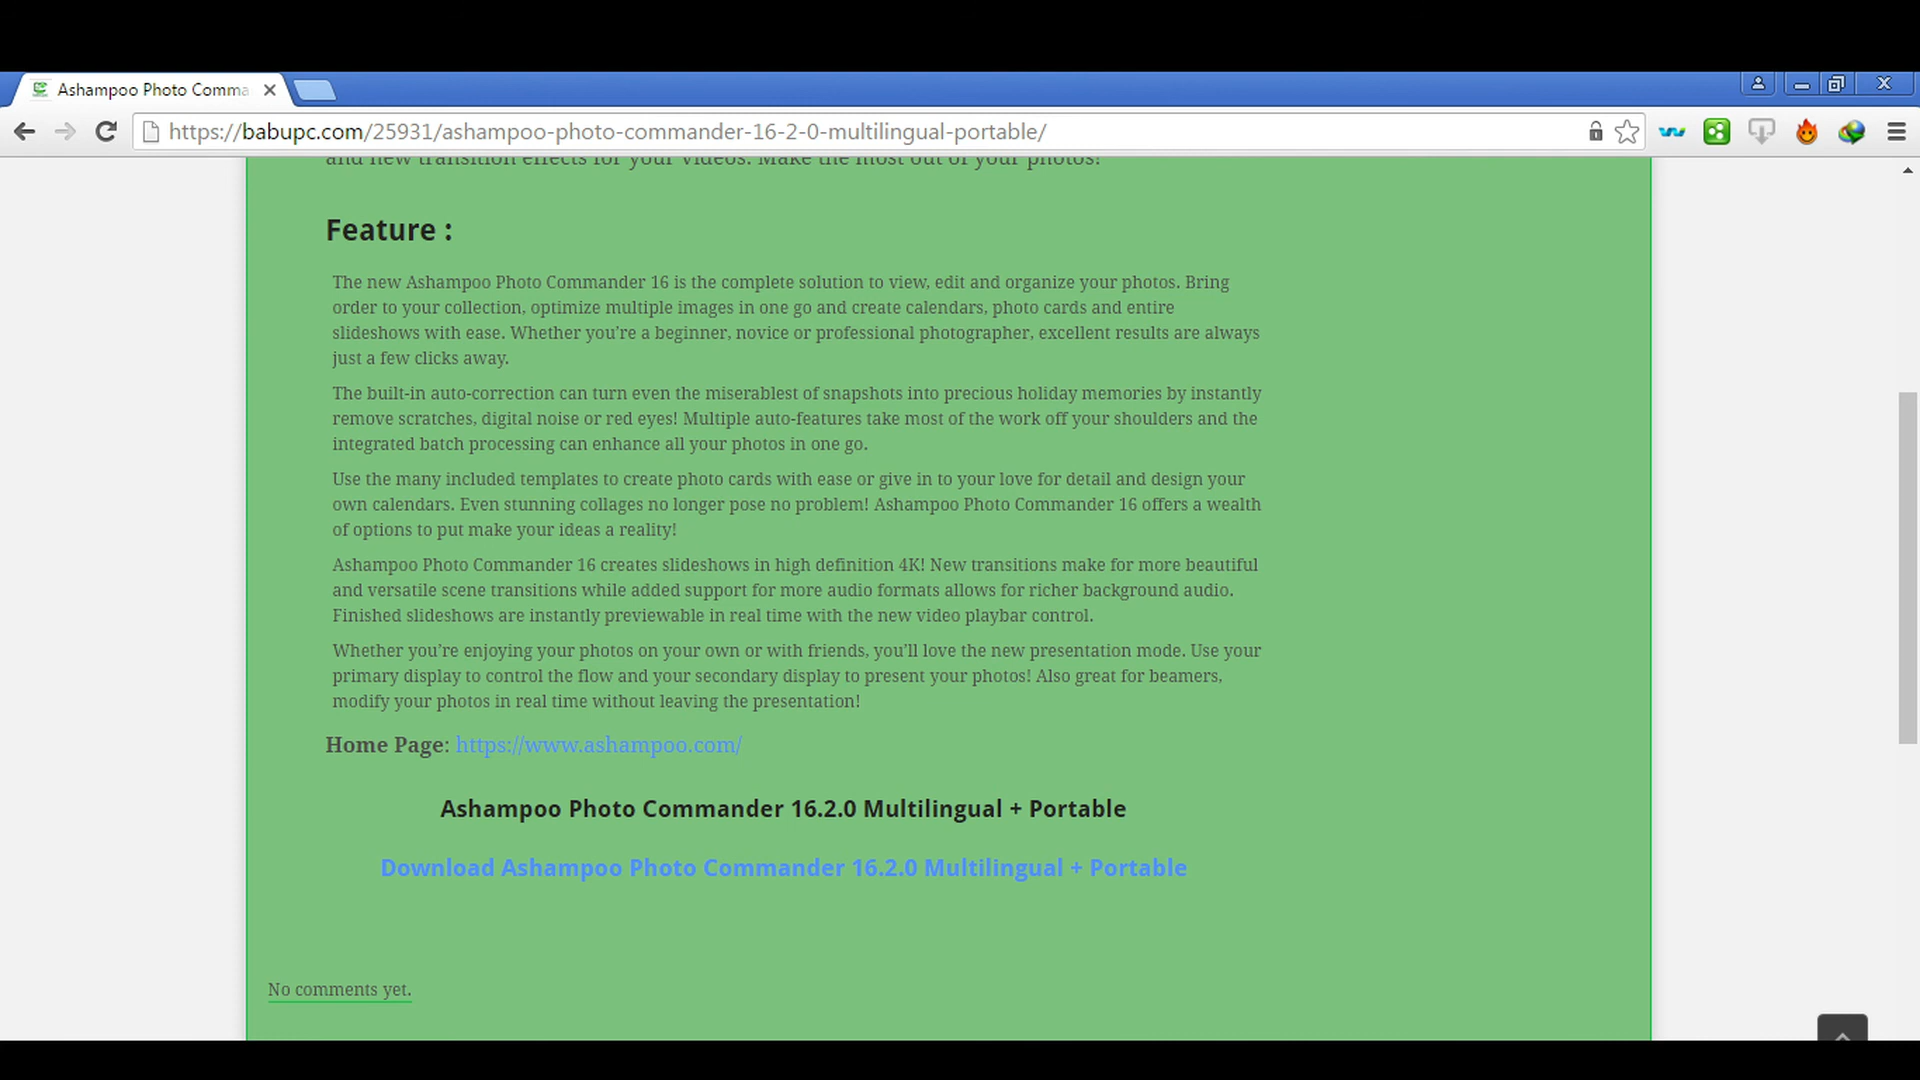 Ashampoo Photo Comma
https://babupc.com/25931/ashampoo-photo-commander-16-2-0-multilingual-portable/
and new transition effects for your videos. Make the most out of your photos!
Feature :
The new Ashampoo Photo Commander 16 is the complete solution to view, edit and organize your photos. Bring
order to your collection, optimize multiple images in one go and create calendars, photo cards and entire
slideshows with ease. Whether you’re a beginner, novice or professional photographer, excellent results are always
just a few clicks away.
The built-in auto-correction can turn even the miserablest of snapshots into precious holiday memories by instantly
remove scratches, digital noise or red eyes! Multiple auto-features take most of the work off your shoulders and the
integrated batch processing can enhance all your photos in one go.
Use the many included templates to create photo cards with ease or give in to your love for detail and design your
own calendars. Even stunning collages no longer pose no problem! Ashampoo Photo Commander 16 offers a wealth
of options to put make your ideas a reality!
Ashampoo Photo Commander 16 creates slideshows in high definition 4K! New transitions make for more beautiful
and versatile scene transitions while added support for more audio formats allows for richer background audio.
Finished slideshows are instantly previewable in real time with the new video playbar control.
Whether you’re enjoying your photos on your own or with friends, you’ll love the new presentation mode. Use your
primary display to control the flow and your secondary display to present your photos! Also great for beamers,
modify your photos in real time without leaving the presentation!
Home Page: https://www.ashampoo.com/
Ashampoo Photo Commander 16.2.0 Multilingual + Portable
Download Ashampoo Photo Commander 16.2.0 Multilingual + Portable
No comments yet.